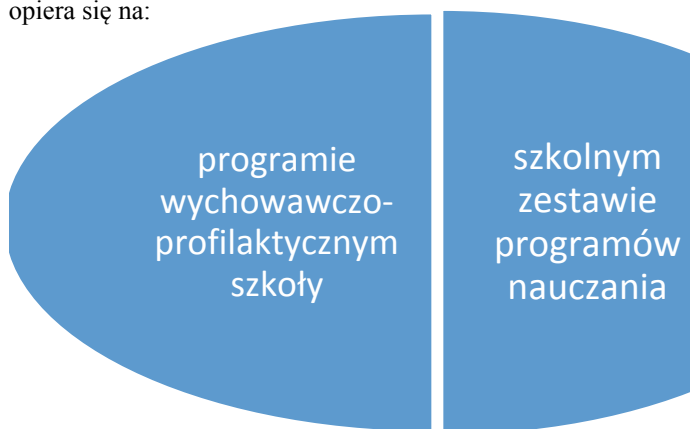 opiera się na:
programie
wychowawczo-
profilaktycznym
szkoły
szkolnym
zestawie
programów
nauczania